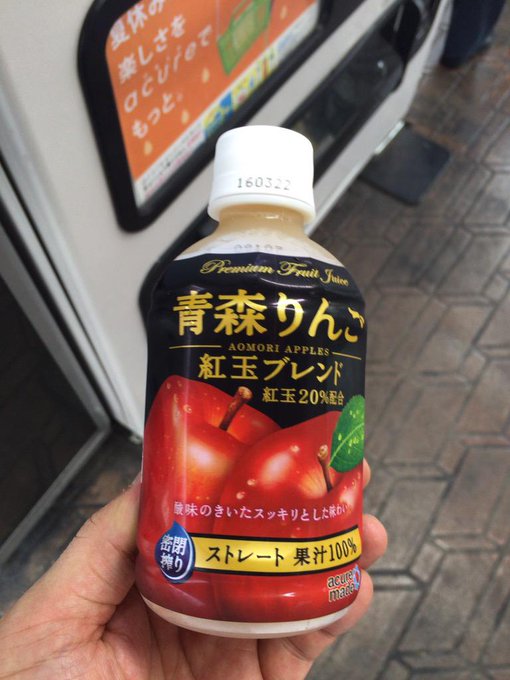 夏休み
楽しさを
acureで
もっと。
160322
Premium Fruit Juice
青森りんご
AOMORI APPLES
紅玉ブレンド
紅玉20%配合
酸味のきいたスッキリとした味わい
密閉
搾り
ストレート 果汁100%
acure
made